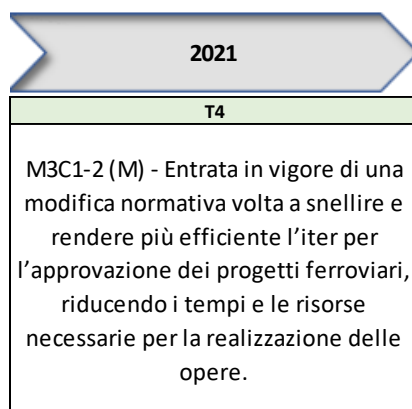 2021
T4
M3C1-2 (M) - Entrata in vigore di una
modifica normativa volta a snellire e
rendere più efficiente l’iter per
l’approvazione dei progetti ferroviari,
riducendo i tempi e le risorse
necessarie per la realizzazione delle
opere.